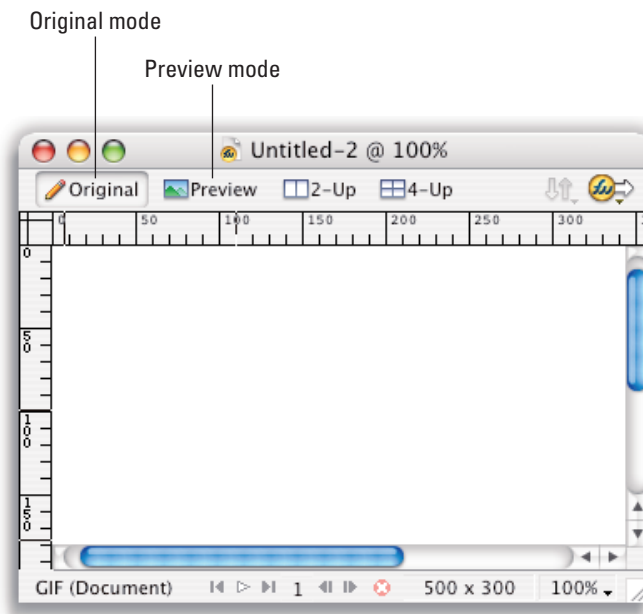 Original mode
Preview mode
Untitled-2 @ 100%
Original Preview 2-Up 4-Up
0 50 100 150 200 250 300
0
50
100
150
GIF (Document) 1 500 x 300 100%